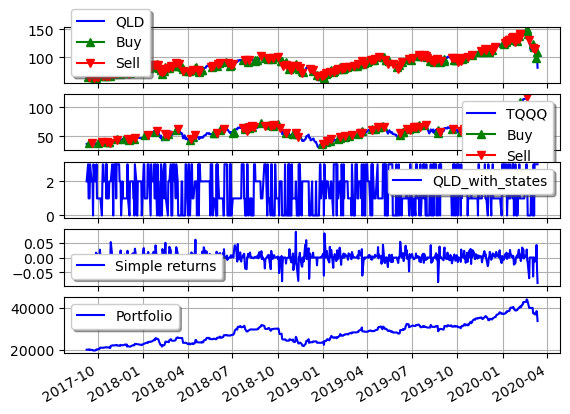 QLD
Buy
Sell
150
100
TQQQ
Buy
Sell
100
50
QLD_with_states
2
0
Simple returns
0.05
0.00
−0.05
Portfolio
40000
20000
2017-10
2018-01
2018-04
2018-07
2018-10
2019-01
2019-04
2019-07
2019-10
2020-01
2020-04